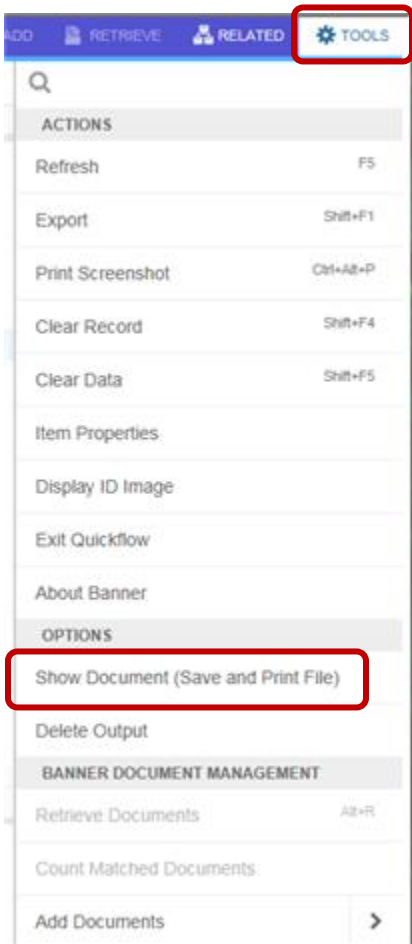 ADD RETRIEVE RELATED TOOLS
ACTIONS
Refresh F5
Export Shift+F1
Print Screenshot Ctrl+Alt+P
Clear Record Shift+F4
Clear Data Shift+F5
Item Properties
Display ID Image
Exit Quickflow
About Banner
OPTIONS
Show Document (Save and Print File)
Delete Output
BANNER DOCUMENT MANAGEMENT
Retrieve Documents Alt+R
Count Matched Documents
Add Documents